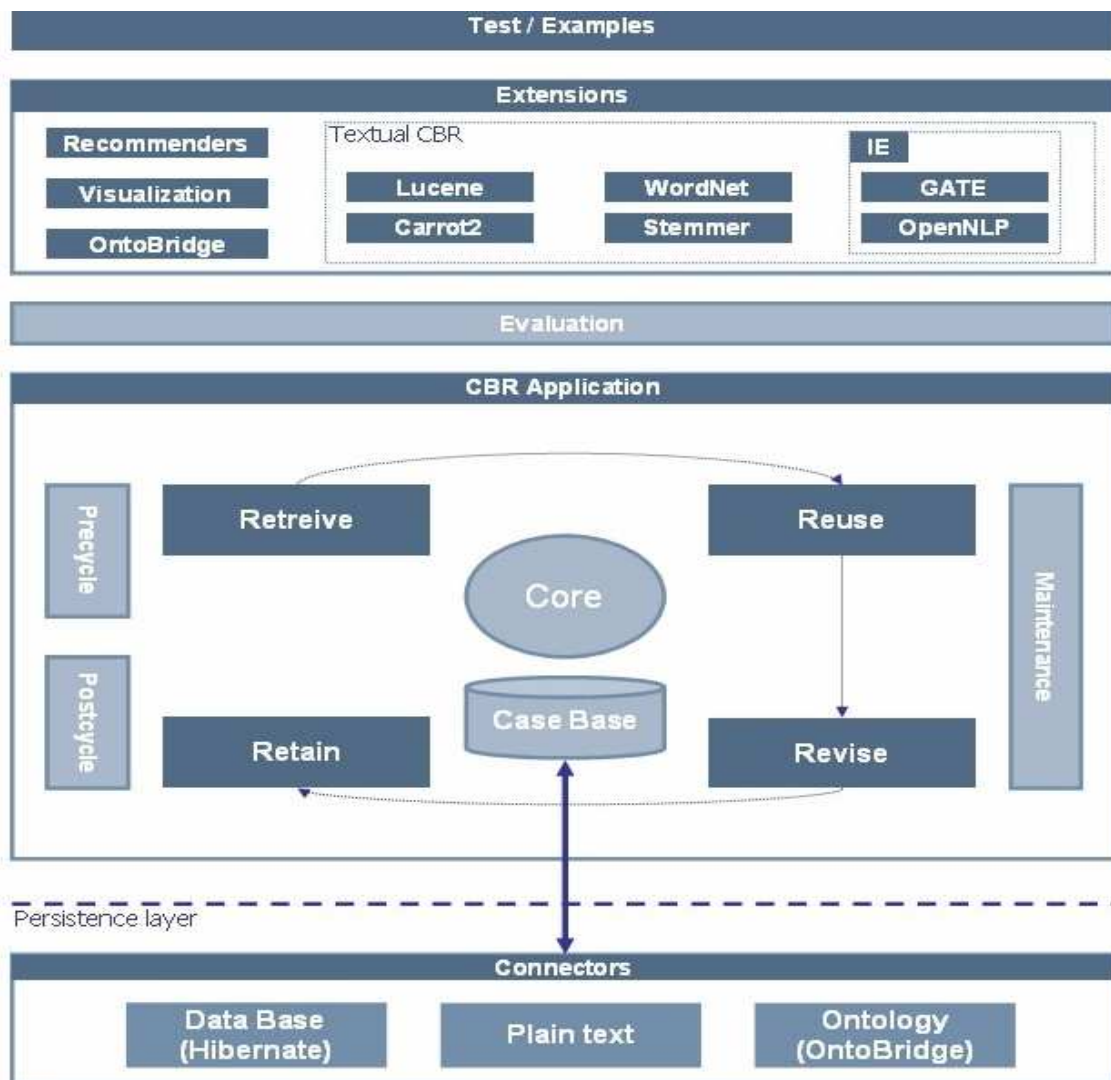 Test / Examples
Extensions
Recommenders
Visualization
OntoBridge
Textual CBR
Lucene
Carrot2
WordNet
Stemmer
IE
GATE
OpenNLP
Evaluation
CBR Application
Precycle
Postcycle
Retreive
Reuse
Core
Case Base
Retain
Revise
Maintenance
Persistence layer
Connectors
Data Base
(Hibernate)
Plain text
Ontology
(OntoBridge)